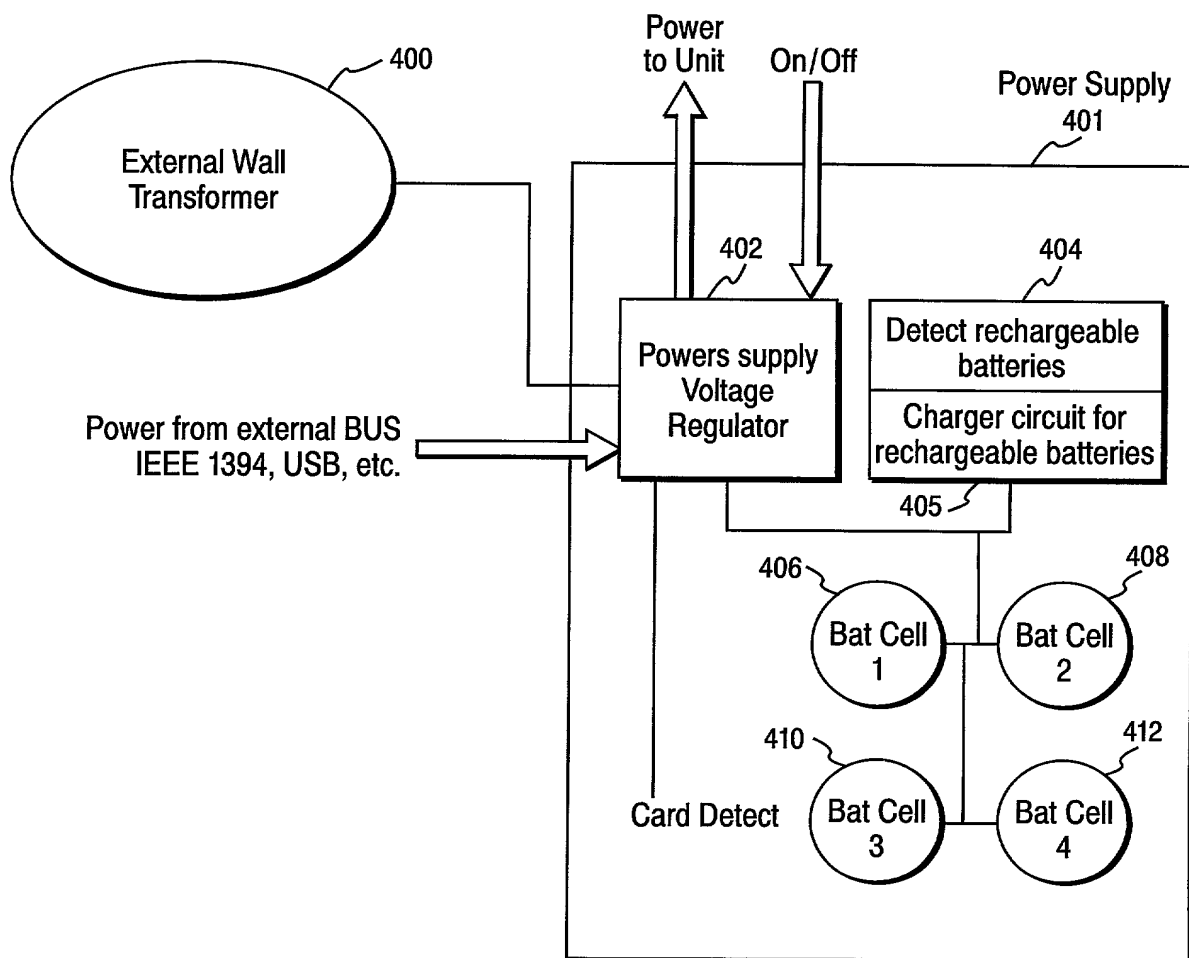 Power
to Unit
On/Off
400
Power Supply
401
External Wall
Transformer
402
404
Powers supply
Voltage
Regulator
Detect rechargeable
batteries
Charger circuit for
rechargeable batteries
Power from external BUS
IEEE 1394, USB, etc.
405
406
408
Bat Cell
1
Bat Cell
2
410
412
Card Detect
Bat Cell
3
Bat Cell
4